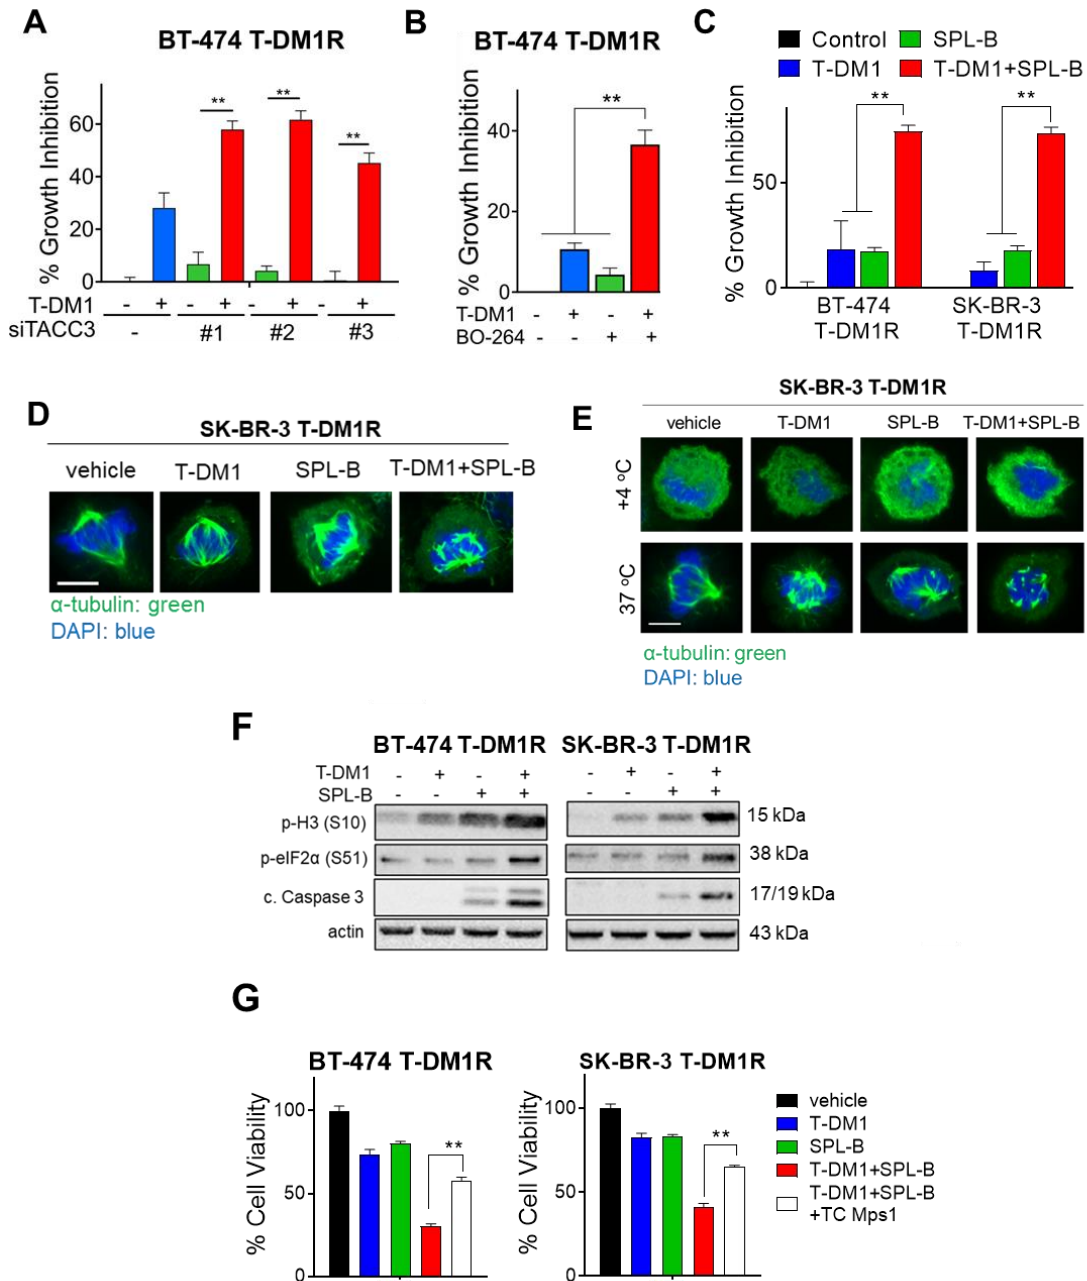 A
BT-474 T-DM1R
% Growth Inhibition
60
40
20
0
**
**
**
T-DM1 - + - + - + - +
siTACC3 - #1 #2 #3
B
BT-474 T-DM1R
% Growth Inhibition
40
20
0
**
T-DM1 - + - +
BO-264 - - + +
C
Control SPL-B
T-DM1 T-DM1+SPL-B
% Growth Inhibition
50
0
**
**
BT-474 SK-BR-3
T-DM1R T-DM1R
D
SK-BR-3 T-DM1R
vehicle T-DM1 SPL-B T-DM1+SPL-B
α-tubulin: green
DAPI: blue
E
SK-BR-3 T-DM1R
vehicle T-DM1 SPL-B T-DM1+SPL-B
+4 ºC
37 ºC
α-tubulin: green
DAPI: blue
F
BT-474 T-DM1R SK-BR-3 T-DM1R
T-DM1 - + - + - + - +
SPL-B - - + + - - + +
p-H3 (S10) 15 kDa
p-eIF2α (S51) 38 kDa
c. Caspase 3 17/19 kDa
actin 43 kDa
G
BT-474 T-DM1R
% Cell Viability
100
50
0
**
SK-BR-3 T-DM1R
% Cell Viability
100
50
0
**
vehicle
T-DM1
SPL-B
T-DM1+SPL-B
T-DM1+SPL-B
+TC Mps1